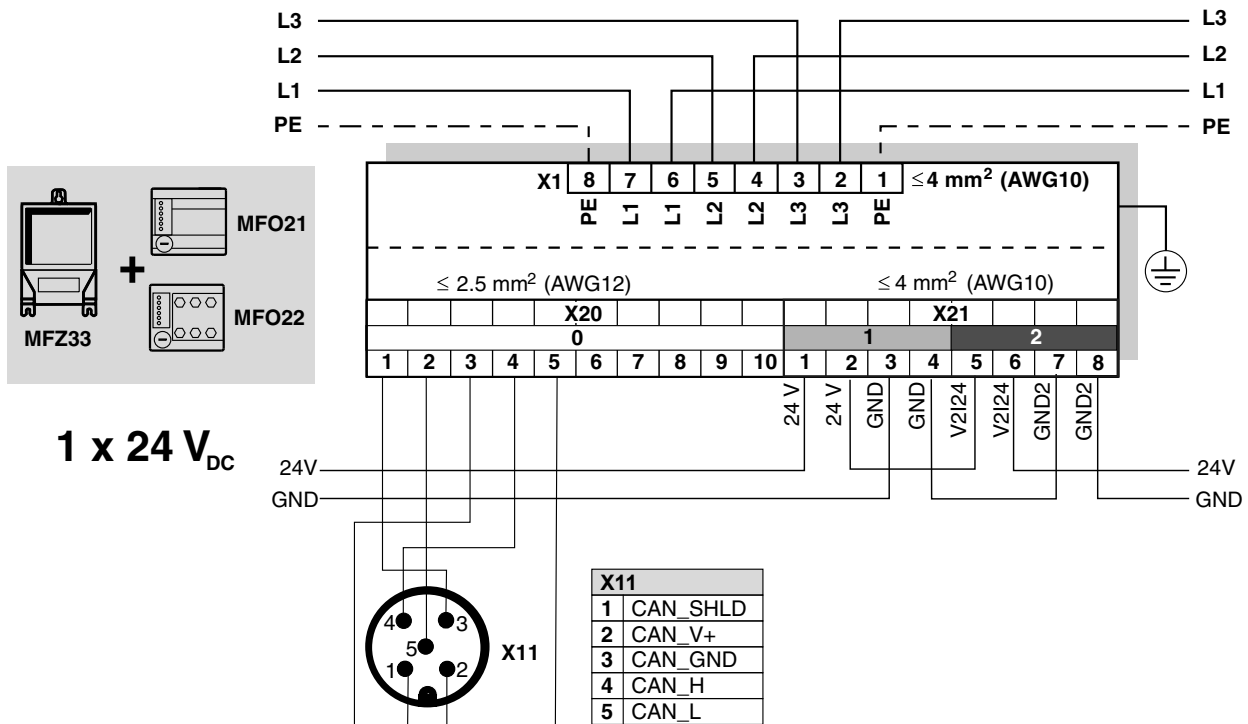 L3 L3
L2 L2
L1 L1
PE PE
X1 8 7 6 5 4 3 2 1 ≤4 mm² (AWG10)
PE L1 L1 L2 L2 L3 L3 PE
MFO21
+
MFO22
MFZ33
≤ 2.5 mm² (AWG12) ≤ 4 mm² (AWG10)
X20 X21
0 1 2
1 2 3 4 5 6 7 8 9 10 1 2 3 4 5 6 7 8
24 V 24 V GND GND V2I24 V2I24 GND2 GND2
1 x 24 V DC
24V 24V
GND GND
4 3
5
1 2
X11
X11
1 CAN_SHLD
2 CAN_V+
3 CAN_GND
4 CAN_H
5 CAN_L